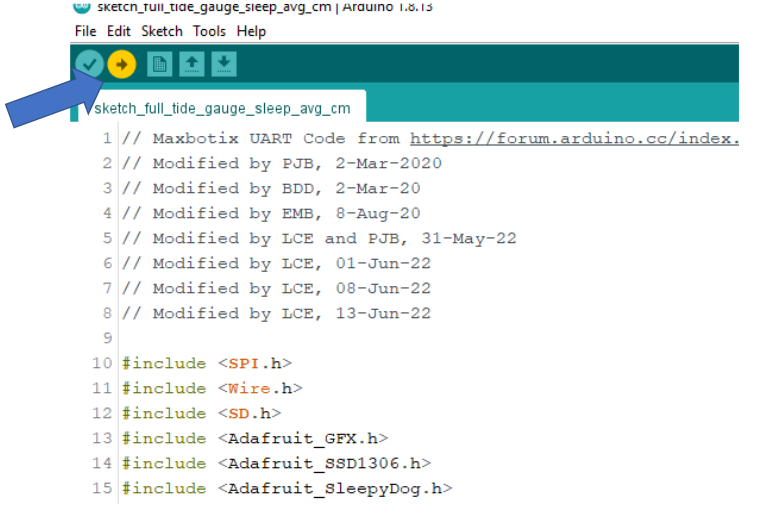 sketch_full_tide_gauge_sleep_avg_cm | Arduino 1.8.13
File Edit Sketch Tools Help
sketch_full_tide_gauge_sleep_avg_cm
1 // Maxbotix UART Code from https://forum.arduino.cc/index.
2 // Modified by PJB, 2-Mar-2020
3 // Modified by BDD, 2-Mar-20
4 // Modified by EMB, 8-Aug-20
5 // Modified by LCE and PJB, 31-May-22
6 // Modified by LCE, 01-Jun-22
7 // Modified by LCE, 08-Jun-22
8 // Modified by LCE, 13-Jun-22
9
10 #include <SPI.h>
11 #include <Wire.h>
12 #include <SD.h>
13 #include <Adafruit_GFX.h>
14 #include <Adafruit_SSD1306.h>
15 #include <Adafruit_SleepyDog.h>